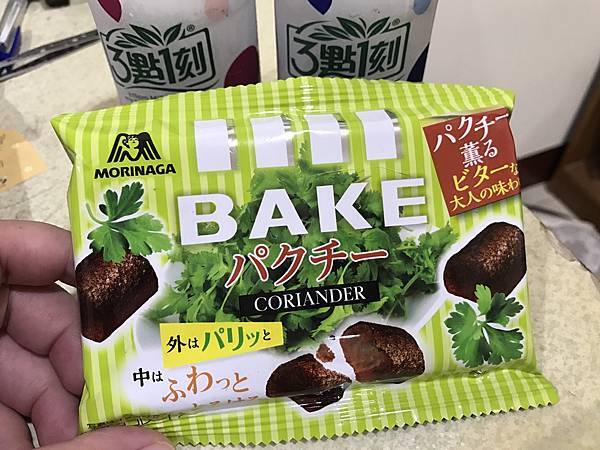 3點1刻
3點1刻
MORINAGA
BAKE
パクチー
CORIANDER
パクチー
薫る
ビターな
大人の味わ
外はパリッと
中は
ふわっと